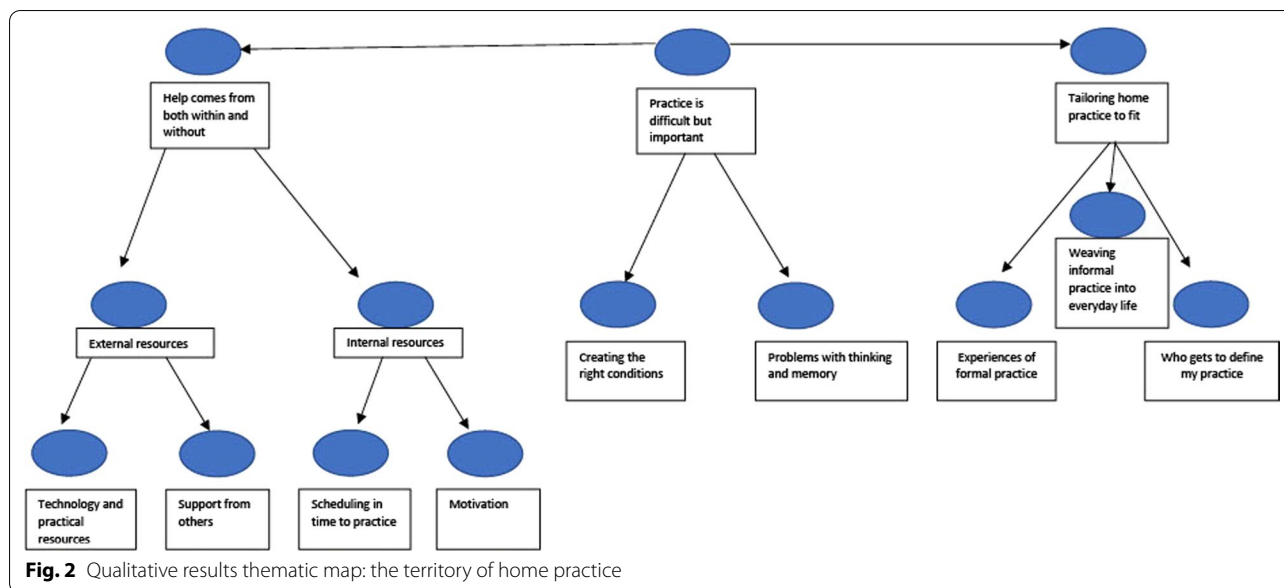 Help comes from
both within and
without
Practice is
difficult but
important
Tailoring home
practice to fit
Weaving
informal
practice into
everyday life
External resources
Internal resources
Creating the
right conditions
Problems with thinking
and memory
Experiences of
formal practice
Who gets to define
my practice
Technology and
practical
resources
Support from
others
Scheduling in
time to practice
Motivation
Fig. 2 Qualitative results thematic map: the territory of home practice